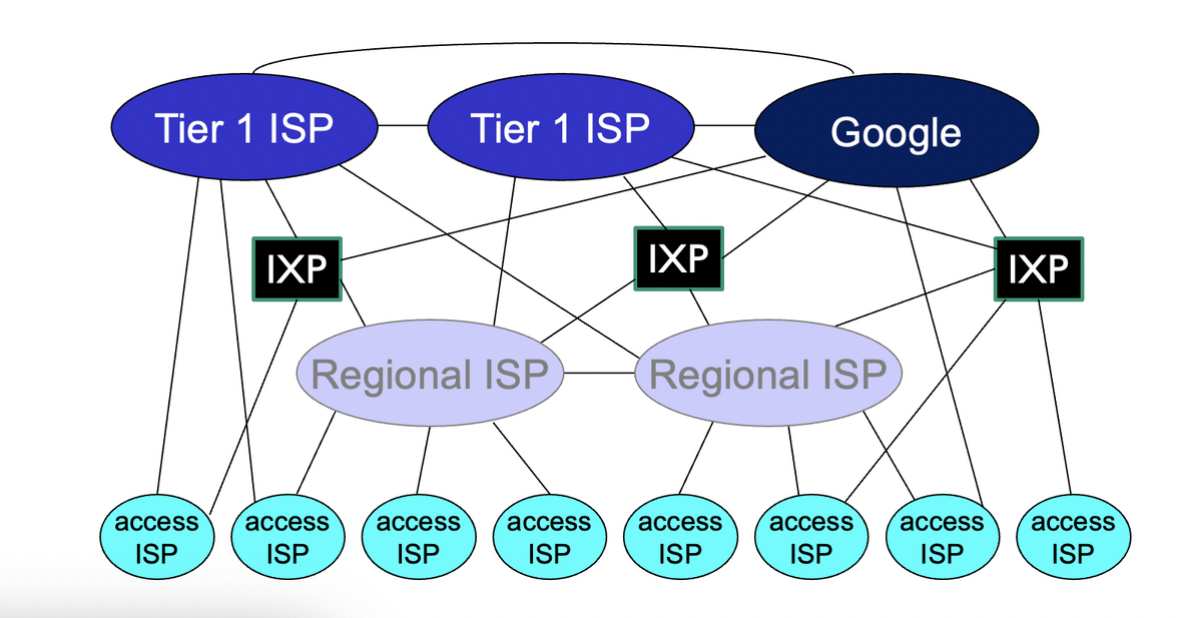 Tier 1 ISP
Tier 1 ISP
Google
IXP
IXP
IXP
Regional ISP
Regional ISP
access
ISP
access
ISP
access
ISP
access
ISP
access
ISP
access
ISP
access
ISP
access
ISP